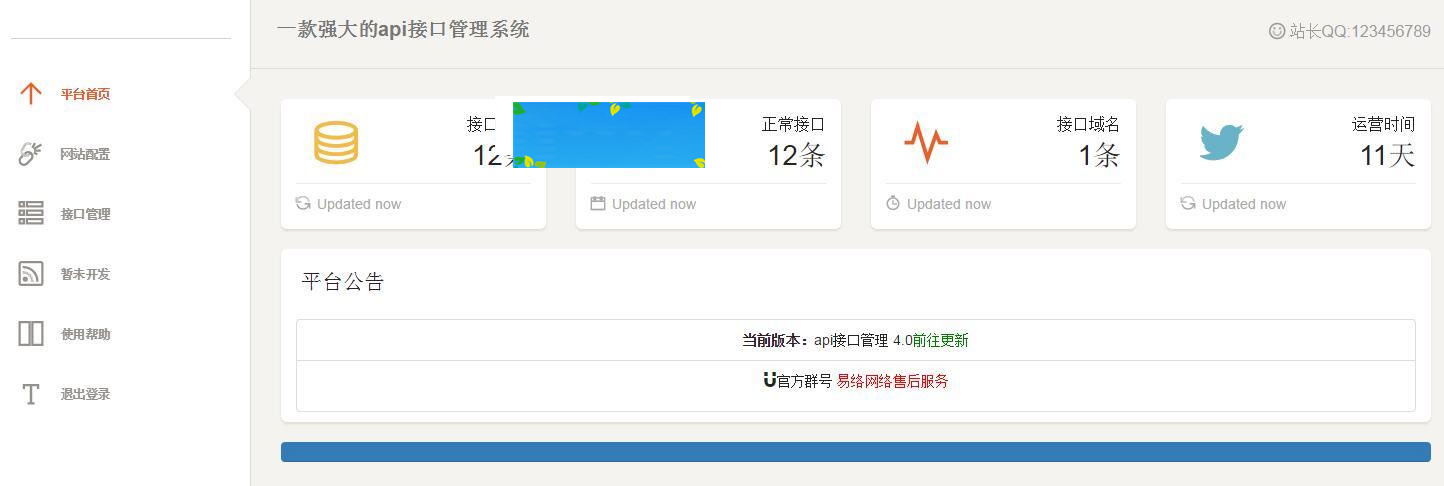 一款强大的api接口管理系统
站长QQ:123456789
平台首页
网站配置
接口管理
暂未开发
使用帮助
退出登录
接口
12
Updated now
正常接口
12条
Updated now
接口域名
1条
Updated now
运营时间
11天
Updated now
平台公告
当前版本：api接口管理 4.0前往更新
官方群号 易络网络售后服务